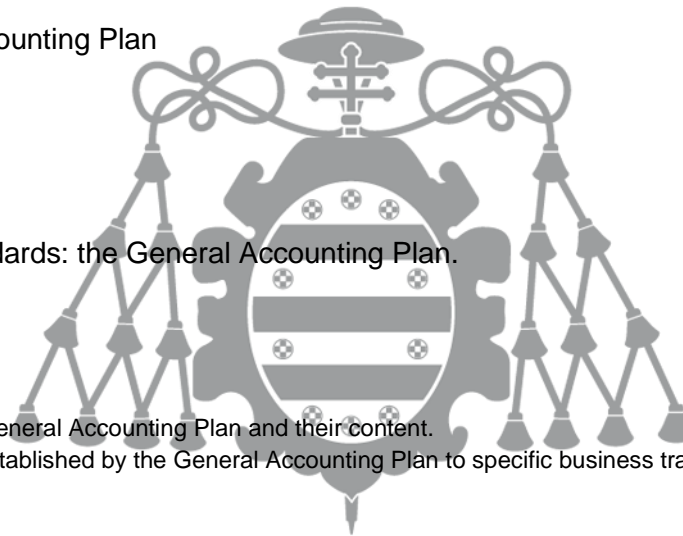 ounting Plan
lards: the General Accounting Plan.
eneral Accounting Plan and their content.
tablished by the General Accounting Plan to specific business tra